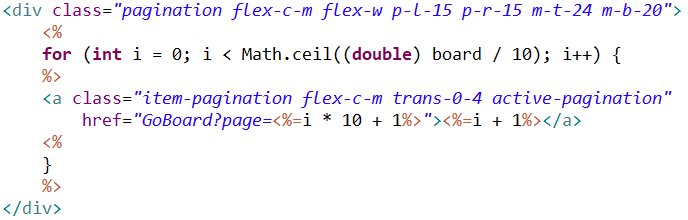 <div class="pagination flex-c-m flex-w p-l-15 p-r-15 m-t-24 m-b-20">
<%
for (int i = 0; i < Math.ceil((double) board / 10); i++) {
%>
<a class="item-pagination flex-c-m trans-0-4 active-pagination"
href="GoBoard?page=<%=i * 10 + 1%>"><%=i + 1%></a>
<%
}
%>
</div>